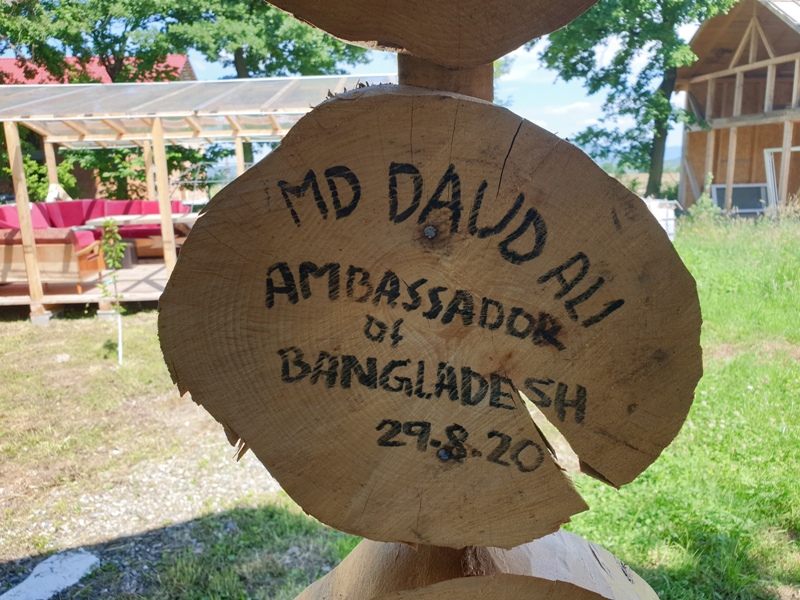 MD DAUD ALI
AMBASSADOR
of
BANGLADESH
29.8.20